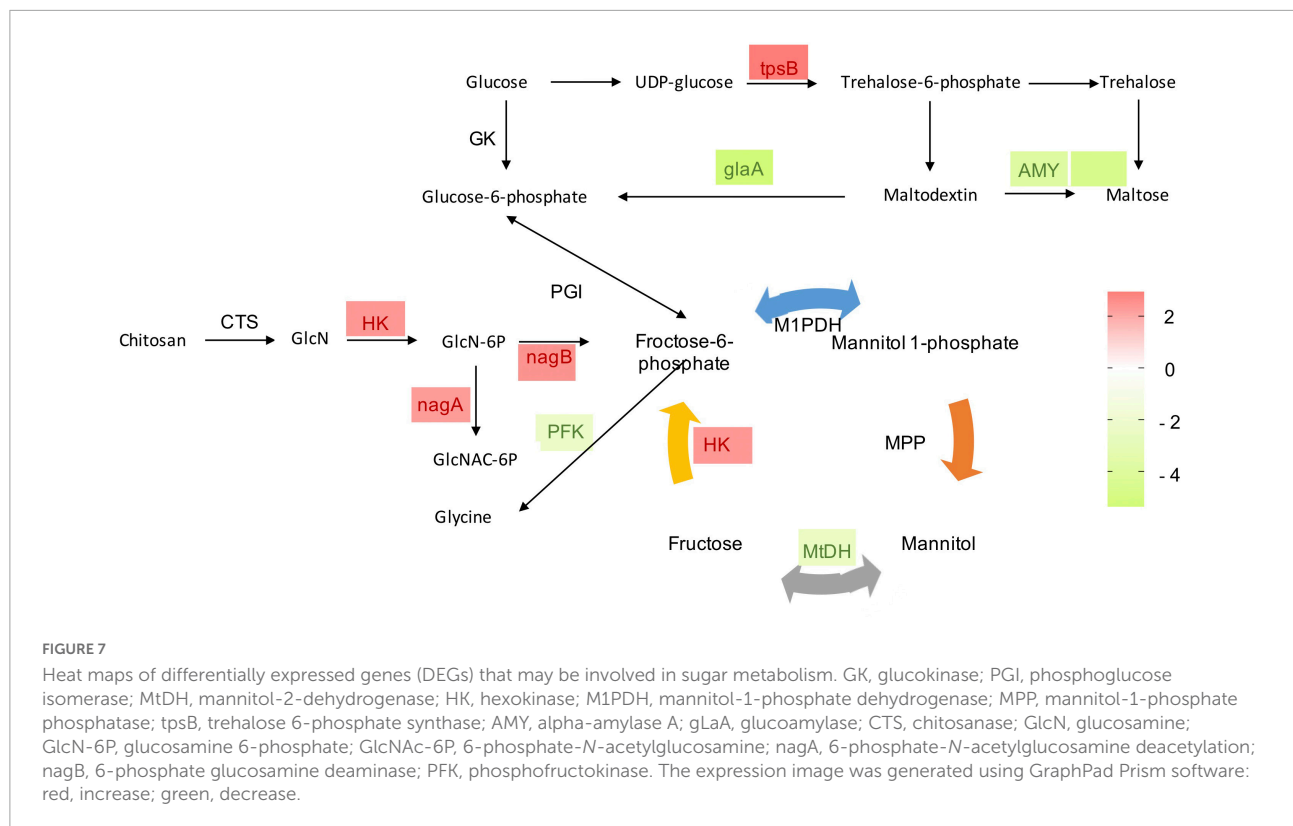 tpsB
Glucose
UDP-glucose
Trehalose-6-phosphate
Trehalose
GK
glaA
AMY
Glucose-6-phosphate
Maltodextin
Maltose
PGI
M1PDH
2
CTS
HK
Chitosan
GlcN
GlcN-6P
nagB
Froctose-6-
phosphate
Mannitol 1-phosphate
0
nagA
PFK
HK
MPP
- 2
GlcNAC-6P
- 4
Glycine
Fructose
MtDH
Mannitol
FIGURE 7
Heat maps of differentially expressed genes (DEGs) that may be involved in sugar metabolism. GK, glucokinase; PGI, phosphoglucose
isomerase; MtDH, mannitol-2-dehydrogenase; HK, hexokinase; M1PDH, mannitol-1-phosphate dehydrogenase; MPP, mannitol-1-phosphate
phosphatase; tpsB, trehalose 6-phosphate synthase; AMY, alpha-amylase A; gLaA, glucoamylase; CTS, chitosanase; GlcN, glucosamine;
GlcN-6P, glucosamine 6-phosphate; GlcNAc-6P, 6-phosphate-N-acetylglucosamine; nagA, 6-phosphate-N-acetylglucosamine deacetylation;
nagB, 6-phosphate glucosamine deaminase; PFK, phosphofructokinase. The expression image was generated using GraphPad Prism software:
red, increase; green, decrease.